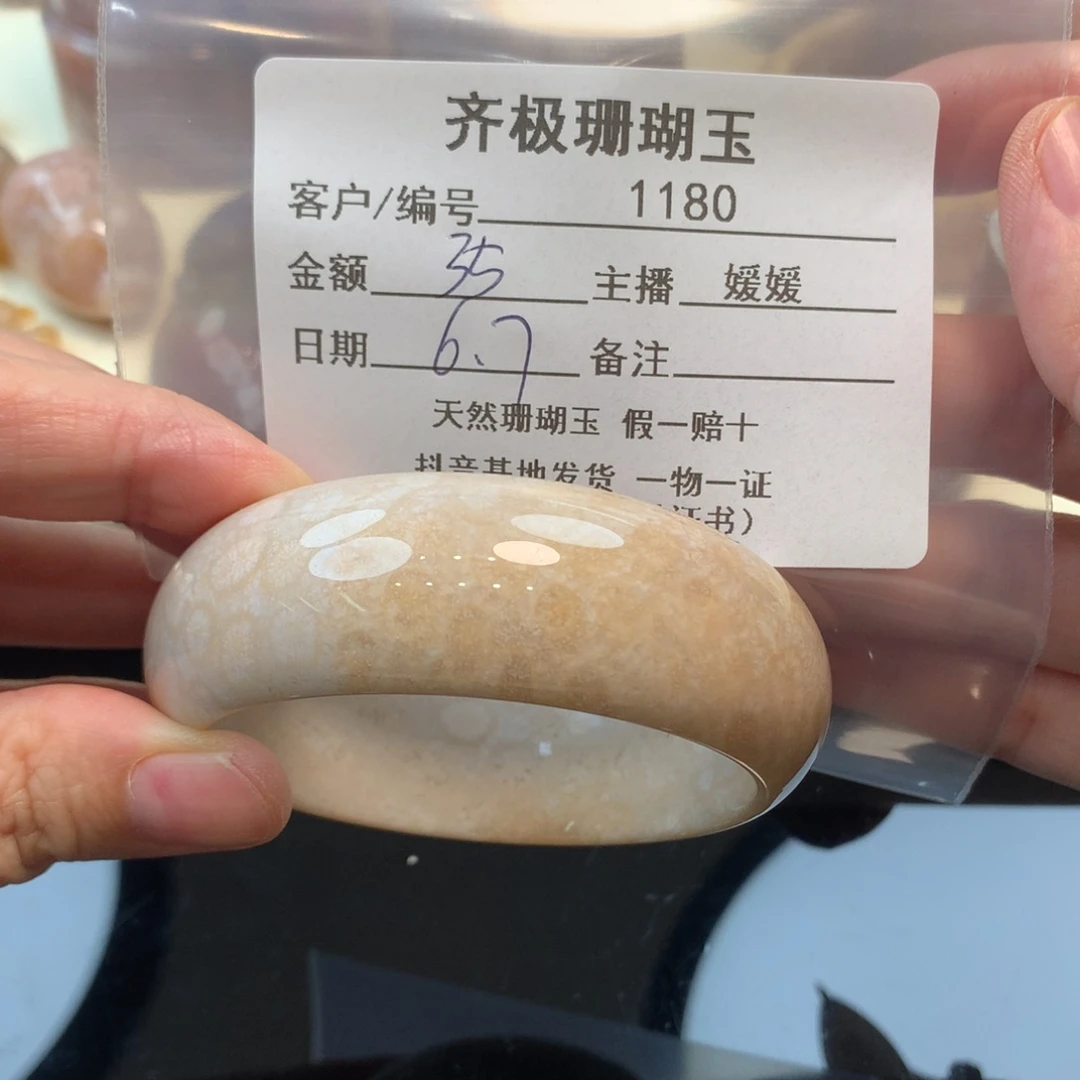 齐极珊瑚玉
客户/编号 1180
金额 35 主播 媛媛
日期 6.7 备注
天然珊瑚玉 假一赔十
抖音基地发货 一物一证
证书）